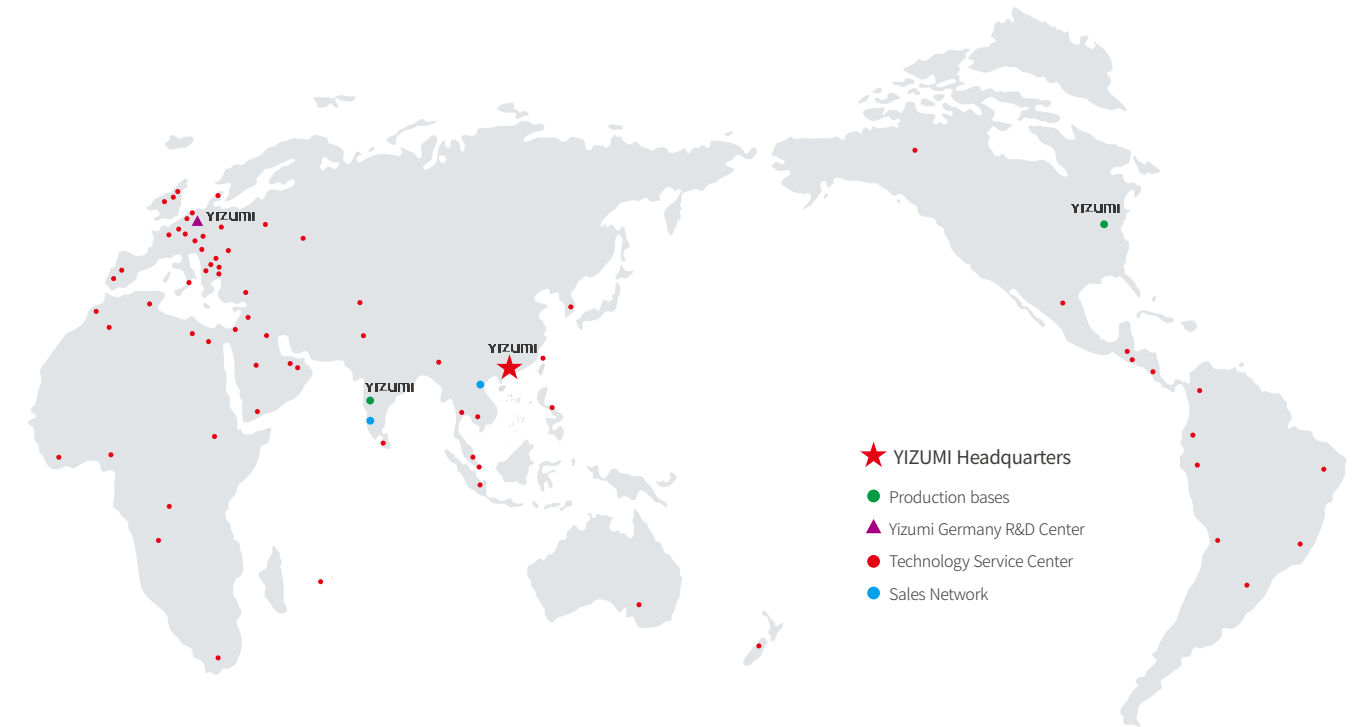 YIZUMI
YIZUMI
YIZUMI
YIZUMI
YIZUMI Headquarters
Production bases
Yizumi Germany R&D Center
Technology Service Center
Sales Network